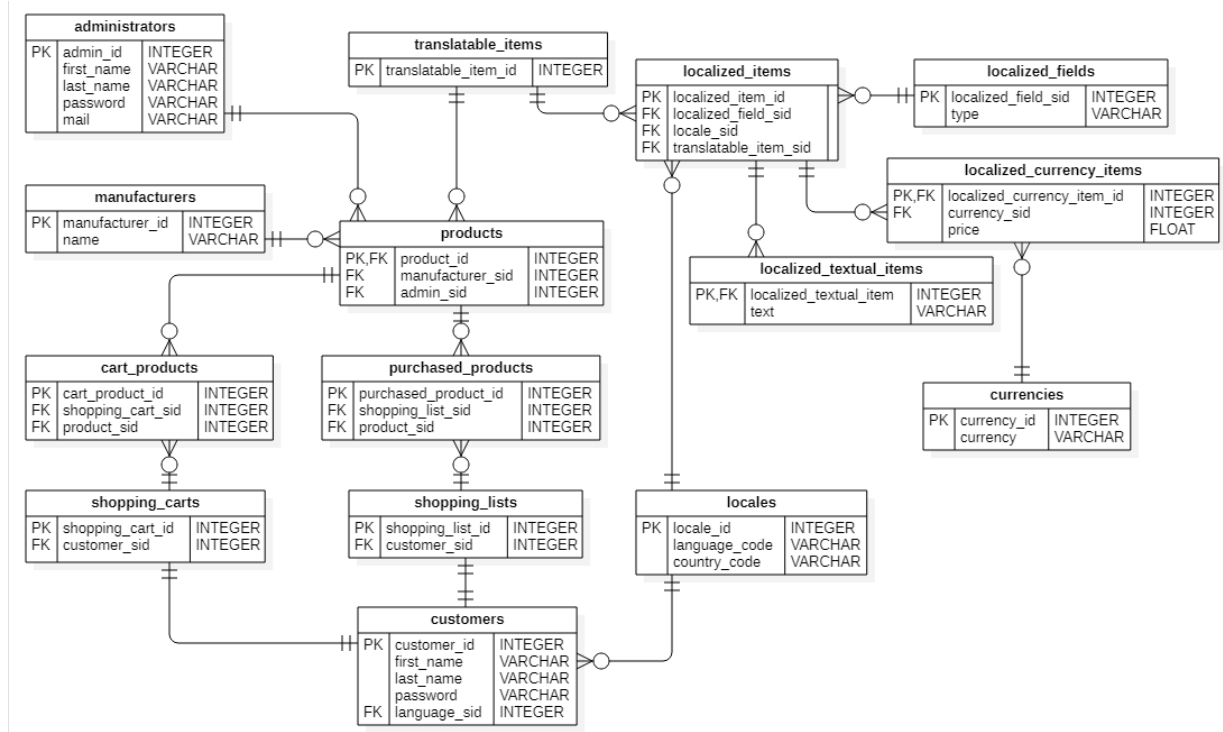 administrators
PK admin_id INTEGER
first_name VARCHAR
last_name VARCHAR
password VARCHAR
mail VARCHAR
translatable_items
PK translatable_item_id INTEGER
localized_items
PK localized_item_id
FK localized_field_sid
FK locale_sid
FK translatable_item_sid
localized_fields
PK localized_field_sid INTEGER
type VARCHAR
manufacturers
PK manufacturer_id INTEGER
name VARCHAR
products
PK,FK product_id INTEGER
FK manufacturer_sid INTEGER
FK admin_sid INTEGER
localized_currency_items
PK,FK localized_currency_item_id INTEGER
FK currency_sid INTEGER
price FLOAT
localized_textual_items
PK,FK localized_textual_item INTEGER
text VARCHAR
cart_products
PK cart_product_id INTEGER
FK shopping_cart_sid INTEGER
FK product_sid INTEGER
purchased_products
PK purchased_product_id INTEGER
FK shopping_list_sid INTEGER
FK product_sid INTEGER
currencies
PK currency_id INTEGER
currency VARCHAR
shopping_carts
PK shopping_cart_id INTEGER
FK customer_sid INTEGER
shopping_lists
PK shopping_list_id INTEGER
FK customer_sid INTEGER
locales
PK locale_id INTEGER
language_code VARCHAR
country_code VARCHAR
customers
PK customer_id INTEGER
first_name VARCHAR
last_name VARCHAR
password VARCHAR
FK language_sid INTEGER